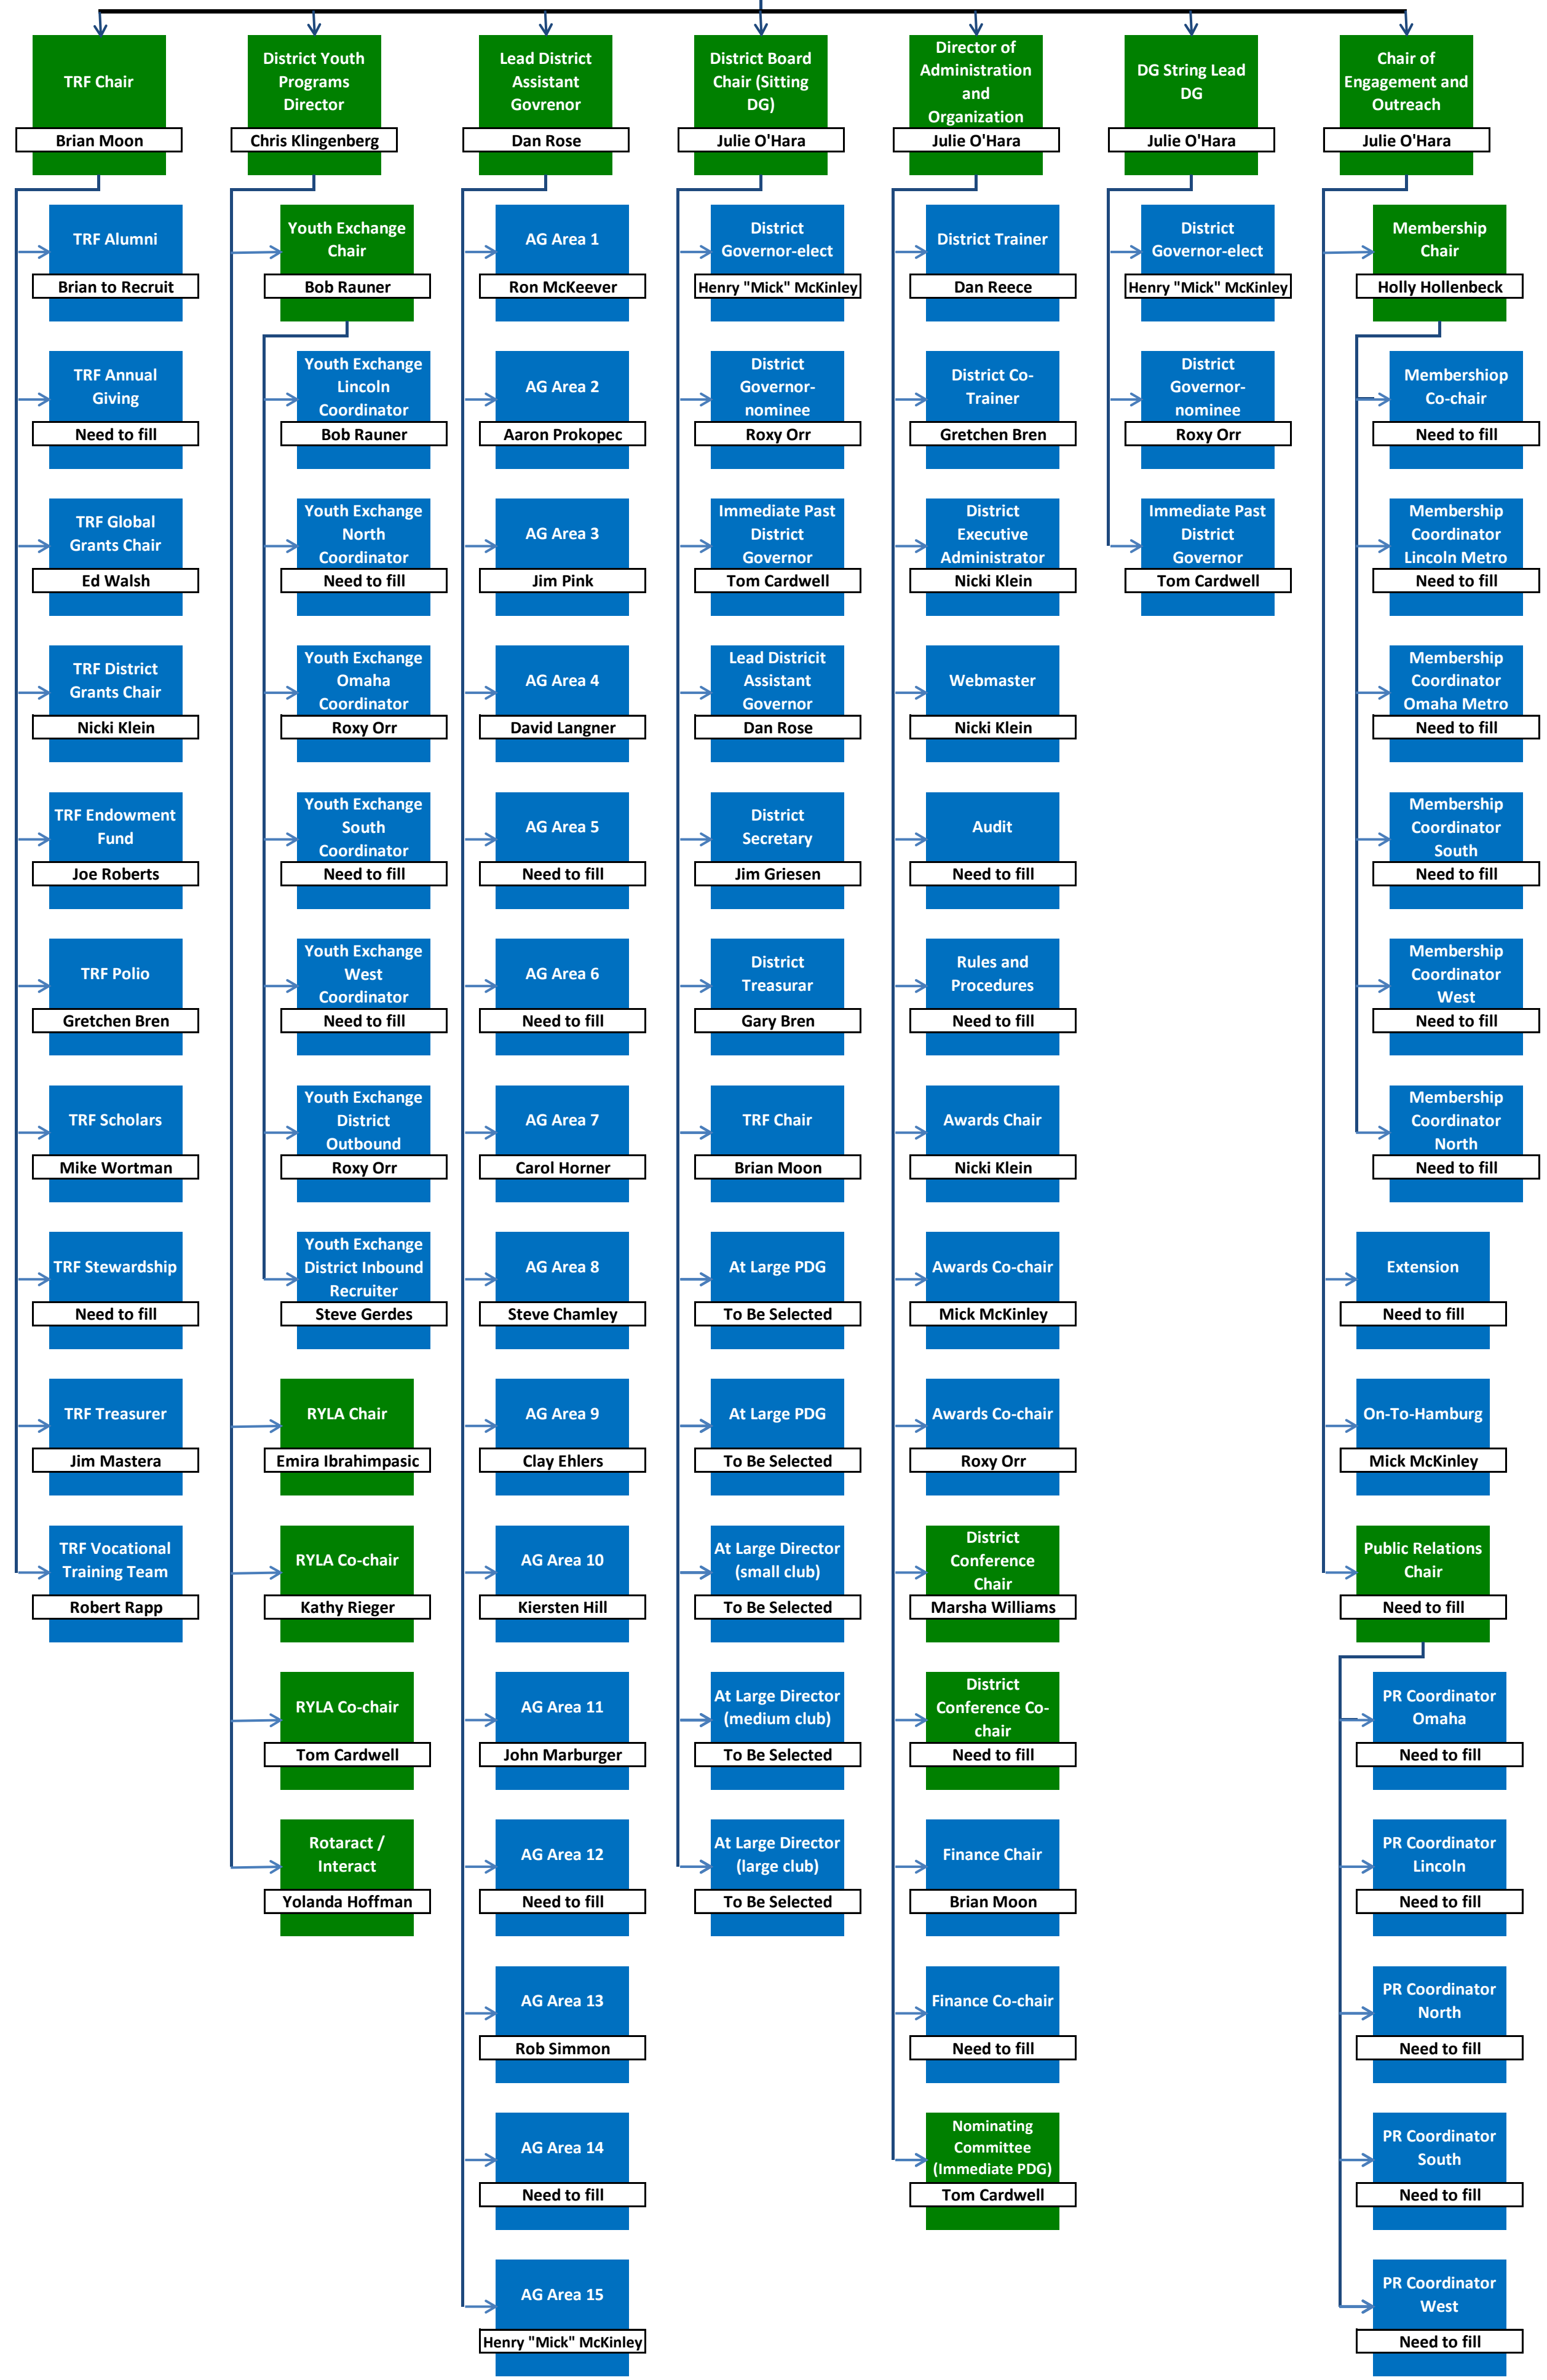 TRF Chair
Brian Moon
TRF Alumni
Brian to Recruit
TRF Annual
Giving
Need to fill
TRF Global
Grants Chair
Ed Walsh
TRF District
Grants Chair
Nicki Klein
TRF Endowment
Fund
Joe Roberts
TRF Polio
Gretchen Bren
TRF Scholars
Mike Wortman
TRF Stewardship
Need to fill
TRF Treasurer
Jim Mastera
TRF Vocational
Training Team
Robert Rapp
District Youth
Programs
Director
Chris Klingenberg
Youth Exchange
Chair
Bob Rauner
Youth Exchange
Lincoln
Coordinator
Bob Rauner
Youth Exchange
North
Coordinator
Need to fill
Youth Exchange
Omaha
Coordinator
Roxy Orr
Youth Exchange
South
Coordinator
Need to fill
Youth Exchange
West
Coordinator
Need to fill
Youth Exchange
District
Outbound
Roxy Orr
Youth Exchange
District Inbound
Recruiter
Steve Gerdes
RYLA Chair
Emira Ibrahimpasic
RYLA Co-chair
Kathy Rieger
RYLA Co-chair
Tom Cardwell
Rotaract /
Interact
Yolanda Hoffman
Lead District
Assistant
Govrenor
Dan Rose
AG Area 1
Ron McKeever
AG Area 2
Aaron Prokopec
AG Area 3
Jim Pink
AG Area 4
David Langner
AG Area 5
Need to fill
AG Area 6
Need to fill
AG Area 7
Carol Horner
AG Area 8
Steve Chamley
AG Area 9
Clay Ehlers
AG Area 10
Kiersten Hill
AG Area 11
John Marburger
AG Area 12
Need to fill
AG Area 13
Rob Simmon
AG Area 14
Need to fill
AG Area 15
Henry "Mick" McKinley
District Board
Chair (Sitting
DG)
Julie O'Hara
District
Governor-elect
Henry "Mick" McKinley
District
Governor-
nominee
Roxy Orr
Immediate Past
District
Governor
Tom Cardwell
Lead Districit
Assistant
Governor
Dan Rose
District
Secretary
Jim Griesen
District
Treasurar
Gary Bren
TRF Chair
Brian Moon
At Large PDG
To Be Selected
At Large PDG
To Be Selected
At Large Director
(small club)
To Be Selected
At Large Director
(medium club)
To Be Selected
At Large Director
(large club)
To Be Selected
Director of
Administration
and
Organization
Julie O'Hara
District Trainer
Dan Reece
District Co-
Trainer
Gretchen Bren
District
Executive
Administrator
Nicki Klein
Webmaster
Nicki Klein
Audit
Need to fill
Rules and
Procedures
Need to fill
Awards Chair
Nicki Klein
Awards Co-chair
Mick McKinley
Awards Co-chair
Roxy Orr
District
Conference
Chair
Marsha Williams
District
Conference Co-
chair
Need to fill
Finance Chair
Brian Moon
Finance Co-chair
Need to fill
Nominating
Committee
(Immediate PDG)
Tom Cardwell
DG String Lead
DG
Julie O'Hara
District
Governor-elect
Henry "Mick" McKinley
District
Governor-
nominee
Roxy Orr
Immediate Past
District
Governor
Tom Cardwell
Chair of
Engagement and
Outreach
Julie O'Hara
Membership
Chair
Holly Hollenbeck
Membershiop
Co-chair
Need to fill
Membership
Coordinator
Lincoln Metro
Need to fill
Membership
Coordinator
Omaha Metro
Need to fill
Membership
Coordinator
South
Need to fill
Membership
Coordinator
West
Need to fill
Membership
Coordinator
North
Need to fill
Extension
Need to fill
On-To-Hamburg
Mick McKinley
Public Relations
Chair
Need to fill
PR Coordinator
Omaha
Need to fill
PR Coordinator
Lincoln
Need to fill
PR Coordinator
North
Need to fill
PR Coordinator
South
Need to fill
PR Coordinator
West
Need to fill